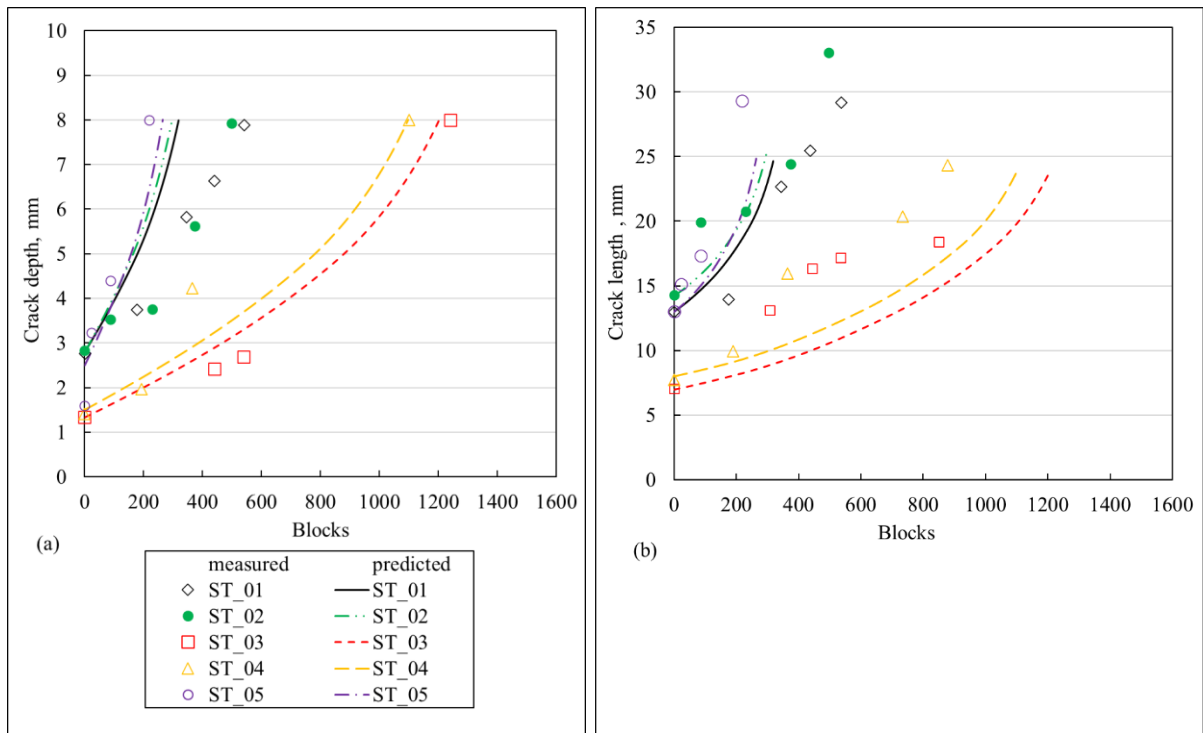 10
9
8
7
6
5
4
3
2
1
0
Crack depth, mm
0 200 400 600 800 1000 1200 1400 1600
Blocks
(a)
measured predicted
ST_01 ST_01
ST_02 ST_02
ST_03 ST_03
ST_04 ST_04
ST_05 ST_05
35
30
25
20
15
10
5
0
Crack length , mm
0 200 400 600 800 1000 1200 1400 1600
Blocks
(b)